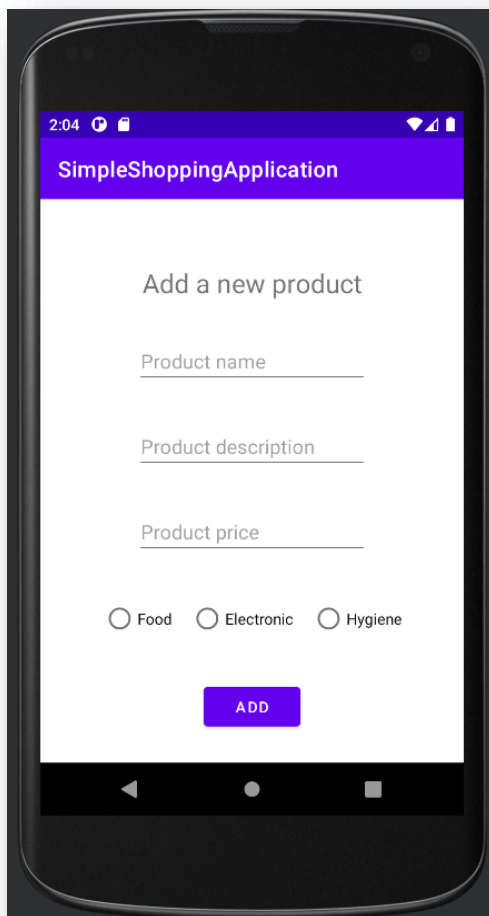 2:04
SimpleShoppingApplication
Add a new product
Product name
Product description
Product price
Food Electronic Hygiene
ADD